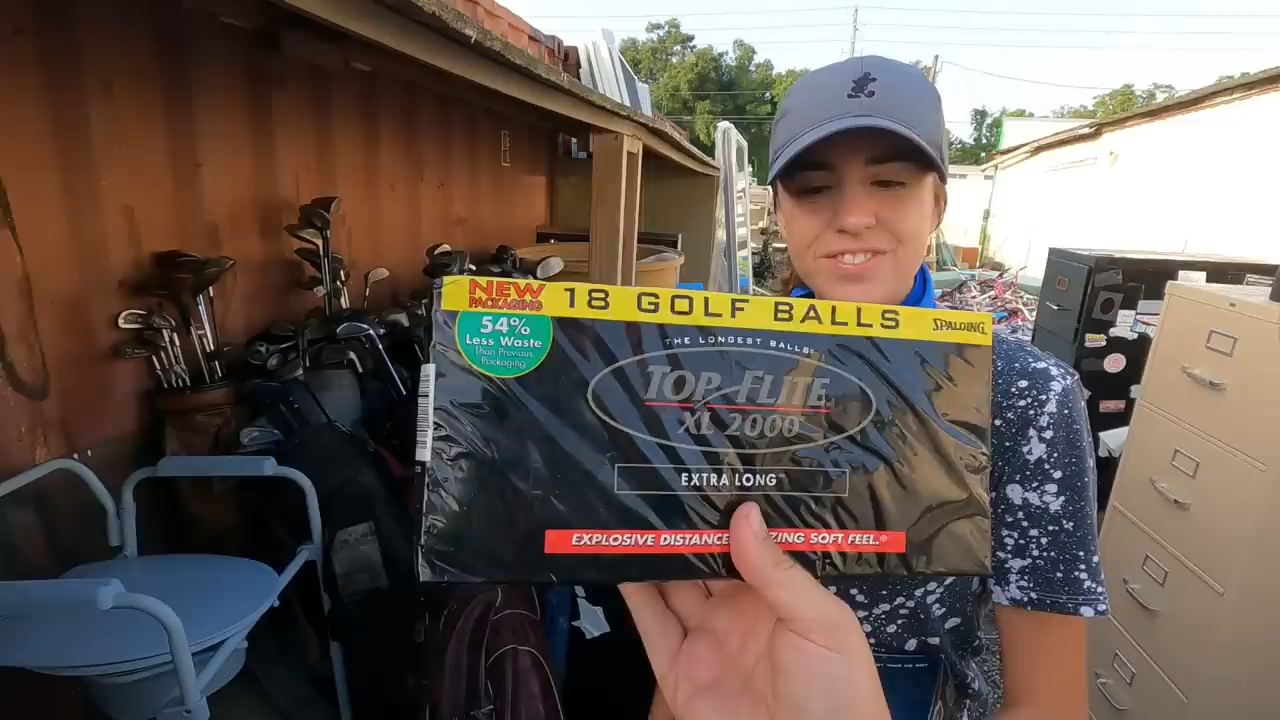 NEW
PACKAGING
18 GOLF BALLS
SPALDING
54%
Less Waste
Than Previous
Packaging
THE LONGEST BALLS
TOP FLITE
XL 2000
EXTRA LONG
EXPLOSIVE DISTANCE ZING SOFT FEEL.®